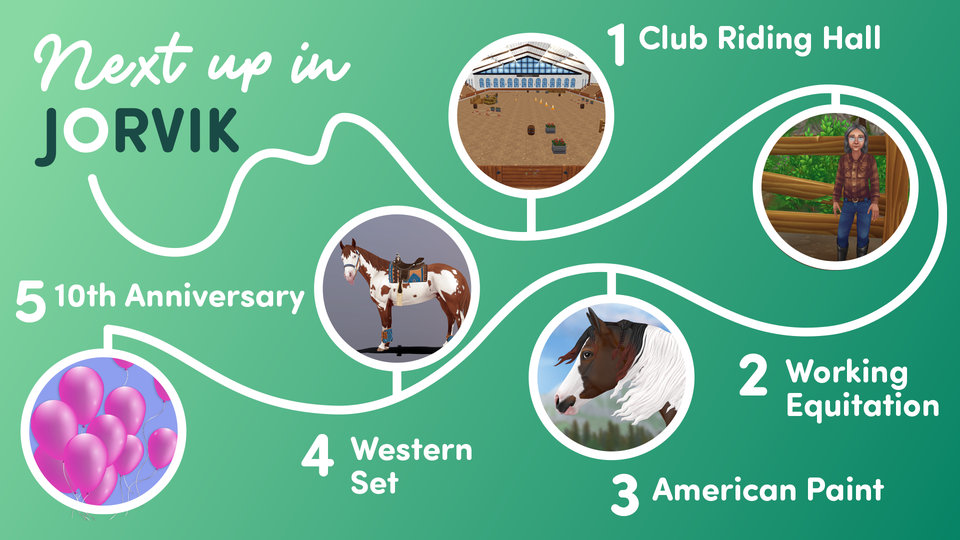 Next up in
JORVIK
1 Club Riding Hall
2 Working
Equitation
3 American Paint
4 Western
Set
5 10th Anniversary